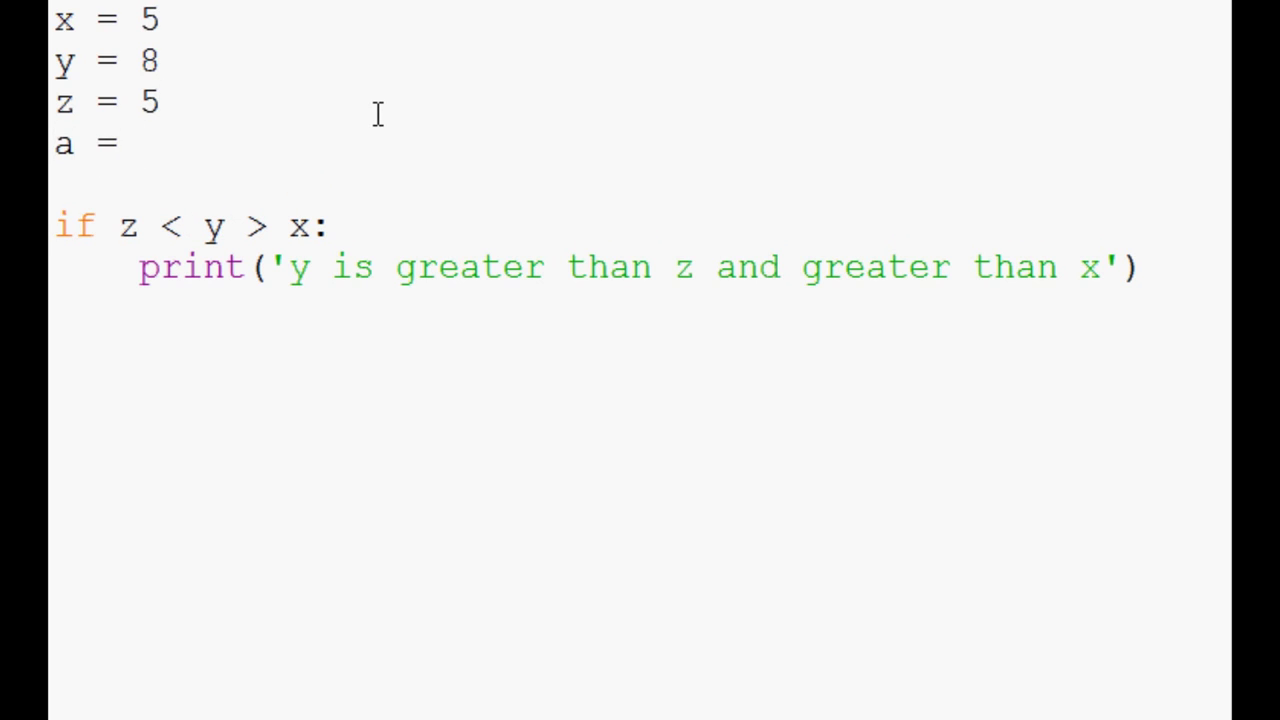 x = 5
y = 8
z = 5
a =
if z < y > x:
    print('y is greater than z and greater than x')